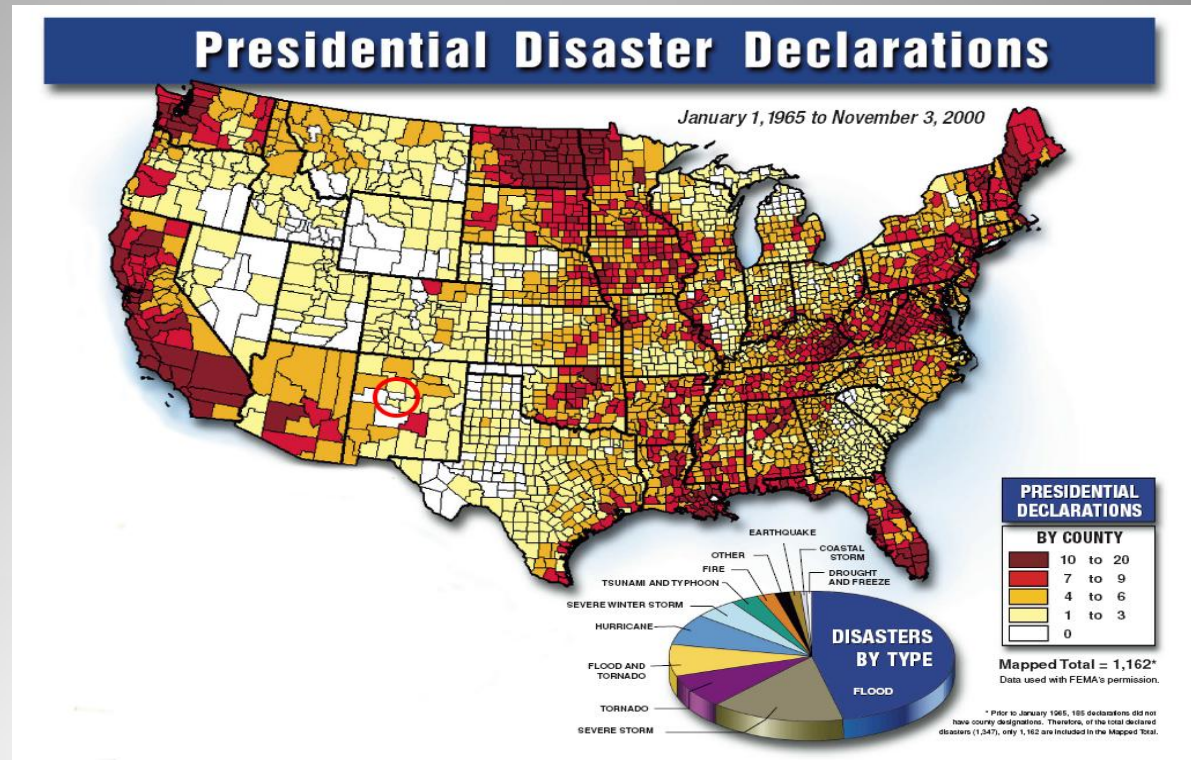 Presidential Disaster Declarations
January 1, 1965 to November 3, 2000
PRESIDENTIAL
DECLARATIONS
BY COUNTY
10 to 20
7 to 9
4 to 6
1 to 3
0
Mapped Total = 1,162*
Data used with FEMA's permission.
* Prior to January 1965, 185 declarations did not
have county designations. Therefore, of the total declared
disasters (1,347), only 1,162 are included in the Mapped Total.
EARTHQUAKE
COASTAL
STORM
OTHER
DROUGHT
AND FREEZE
FIRE
TSUNAMI AND TYPHOON
SEVERE WINTER STORM
HURRICANE
FLOOD AND
TORNADO
TORNADO
SEVERE STORM
DISASTERS
BY TYPE
FLOOD